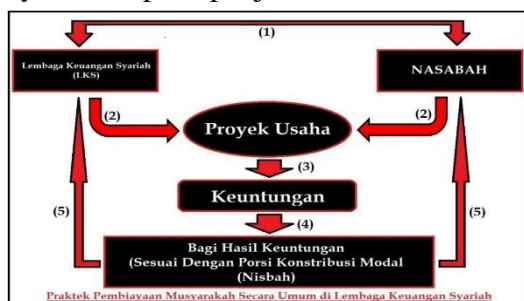 (1)
Lembaga Keuangan Syariah
(LKS)
NASABAH
(2)
(2)
Proyek Usaha
(3)
Keuntungan
(5)
(4)
(5)
Bagi Hasil Keuntungan
(Sesuai Dengan Porsi Konstribusi Modal
(Nisbah)
Praktek Pembiayaan Musyarakah Secara Umum di Lembaga Keuangan Syariah